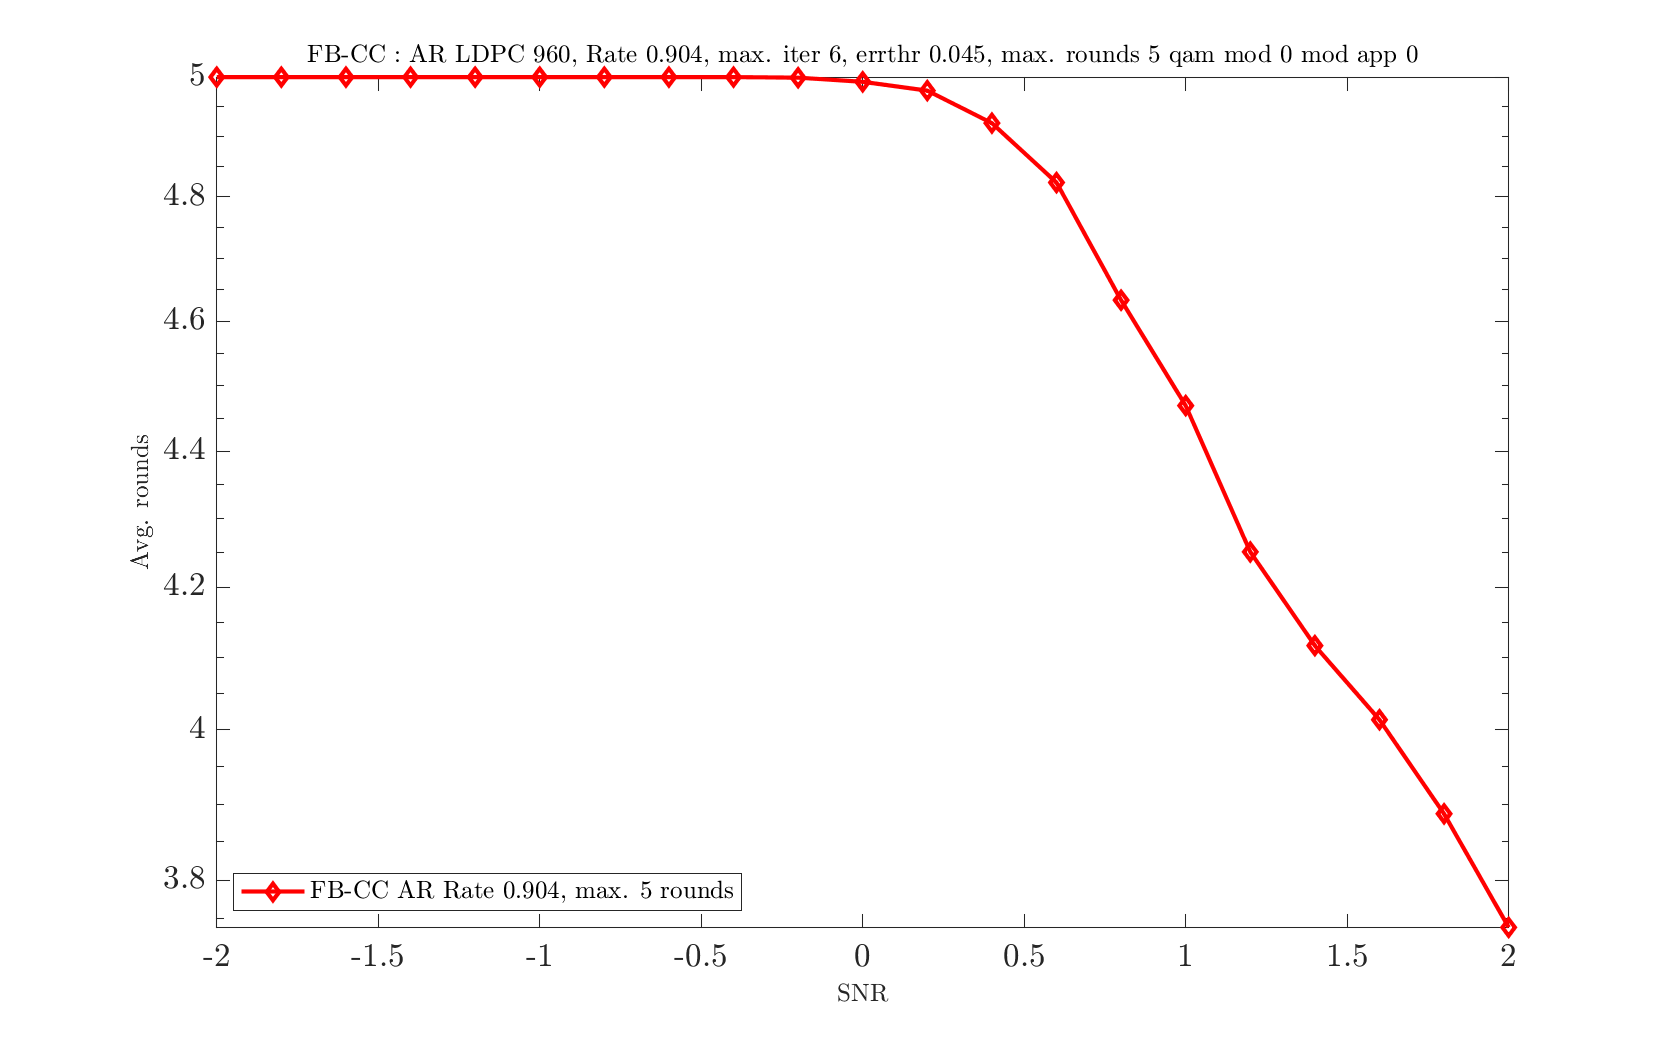 FB-CC : AR LDPC 960, Rate 0.904, max. iter 6, errthr 0.045, max. rounds 5 qam mod 0 mod app 0
5
4.8
4.6
4.4
4.2
4
3.8
Avg. rounds
FB-CC AR Rate 0.904, max. 5 rounds
-2 -1.5 -1 -0.5 0 0.5 1 1.5 2
SNR